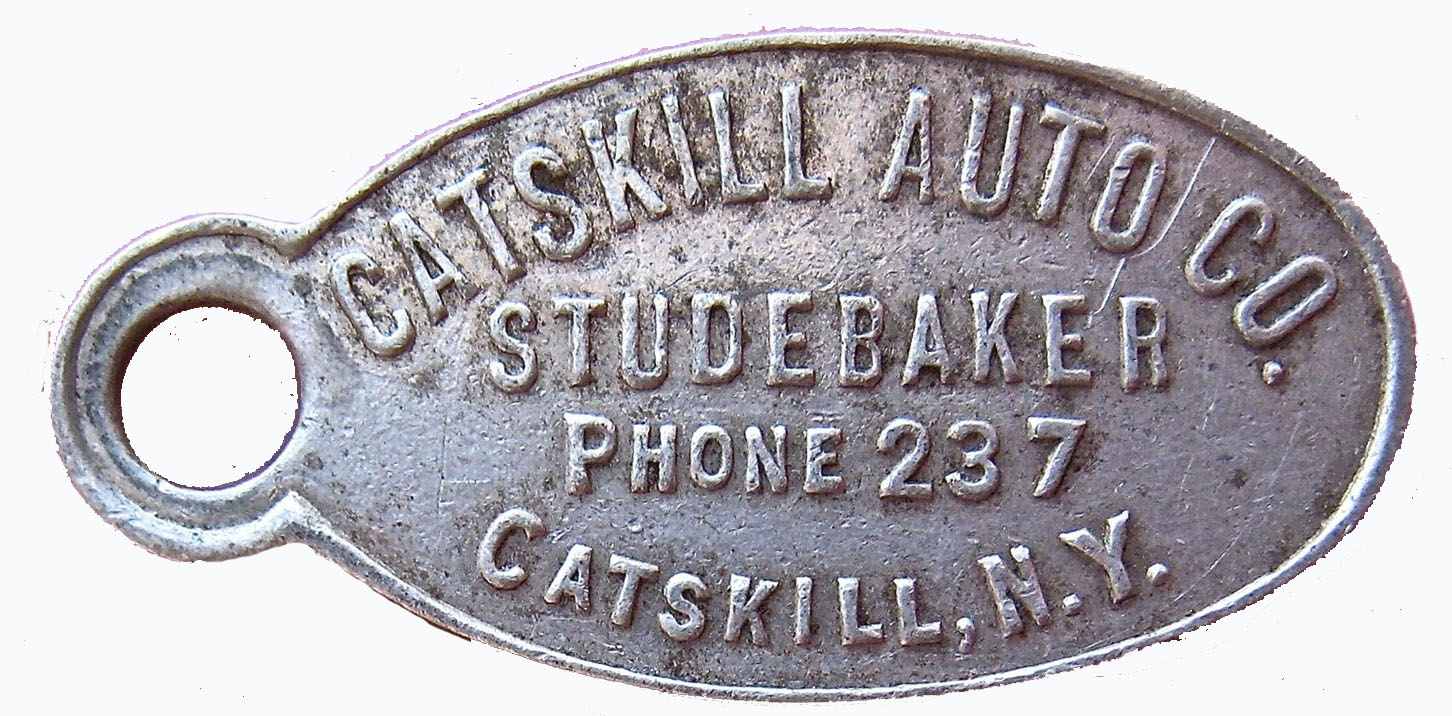 CATSKILL AUTO CO.
STUDEBAKER
PHONE 237
CATSKILL, N.Y.